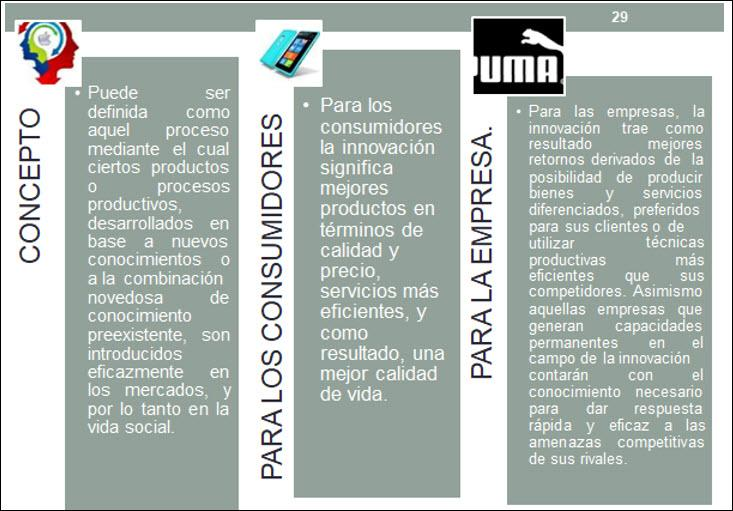 29
CONCEPTO
• Puede ser
definida como
aquel proceso
mediante el cual
ciertos productos
o procesos
productivos,
desarrollados en
base a nuevos
conocimientos o
a la combinación
novedosa de
conocimiento
preexistente, son
introducidos
eficazmente en
los mercados, y
por lo tanto en la
vida social.
PARA LOS CONSUMIDORES
• Para los
consumidores
la innovación
significa
mejores
productos en
términos de
calidad y
precio,
servicios más
eficientes, y
como
resultado, una
mejor calidad
de vida.
PUMA
PARA LA EMPRESA.
• Para las empresas, la
innovación trae como
resultado mejores
retornos derivados de la
posibilidad de producir
bienes y servicios
diferenciados, preferidos
para sus clientes o de
utilizar técnicas
productivas más
eficientes que sus
competidores. Asimismo
aquellas empresas que
generan capacidades
permanentes en el
campo de la innovación
contarán con el
conocimiento necesario
para dar respuesta
rápida y eficaz a las
amenazas competitivas
de sus rivales.